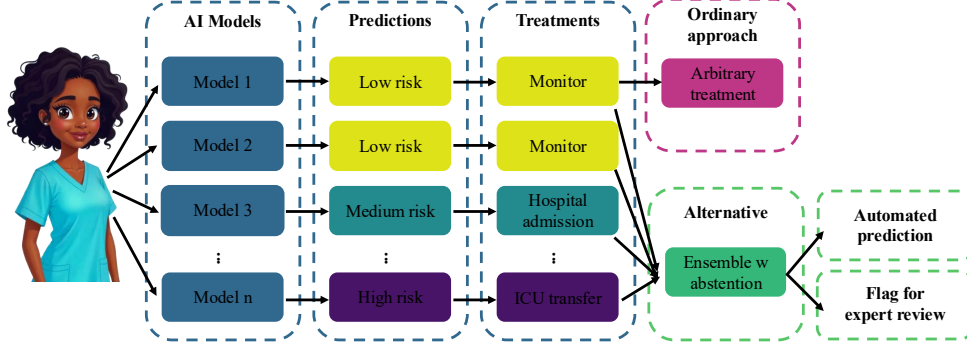 AI Models
Predictions
Treatments
Ordinary
approach
Model 1
Low risk
Monitor
Arbitrary
treatment
Model 2
Low risk
Monitor
Model 3
Medium risk
Hospital
admission
Alternative
Automated
prediction
...
...
...
Ensemble w
abstention
Model n
High risk
ICU transfer
Flag for
expert review